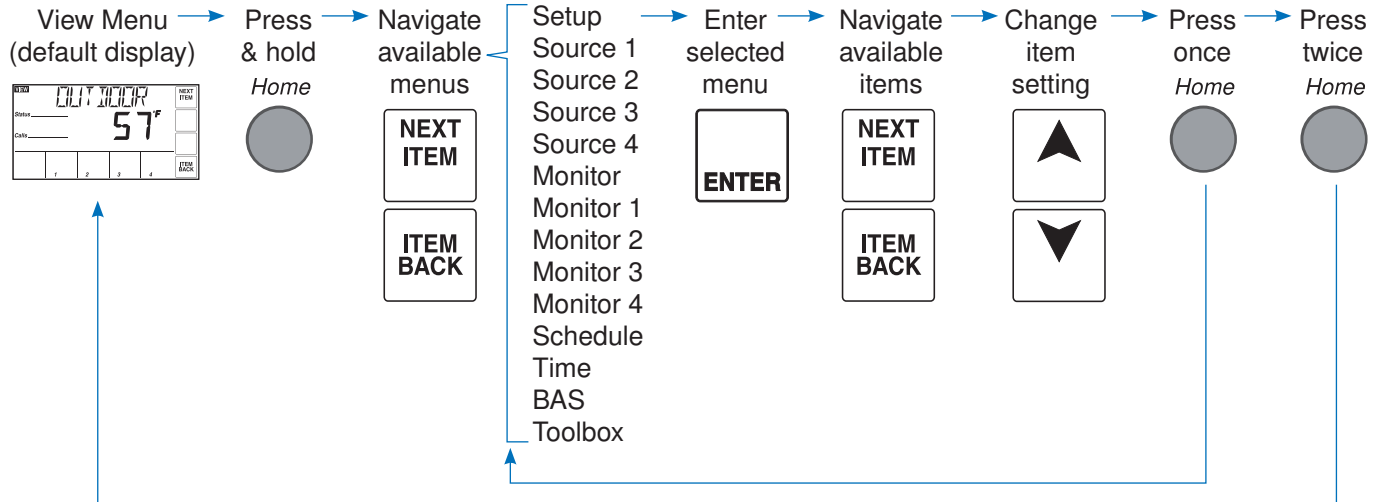 View Menu
(default display)
VIEW
OUTDOOR
NEXT
ITEM
Status
57°F
Calls
ITEM
BACK
1 2 3 4
Press
& hold
Home
Navigate
available
menus
NEXT
ITEM
ITEM
BACK
Setup
Source 1
Source 2
Source 3
Source 4
Monitor
Monitor 1
Monitor 2
Monitor 3
Monitor 4
Schedule
Time
BAS
Toolbox
Enter
selected
menu
ENTER
Navigate
available
items
NEXT
ITEM
ITEM
BACK
Change
item
setting
Press
once
Home
Press
twice
Home